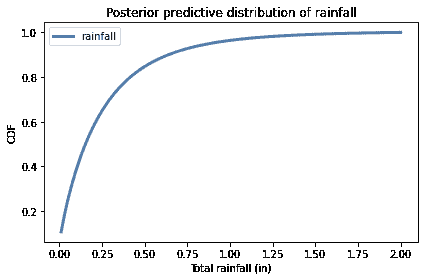 Posterior predictive distribution of rainfall
rainfall
CDF
1.0
0.8
0.6
0.4
0.2
0.00 0.25 0.50 0.75 1.00 1.25 1.50 1.75 2.00
Total rainfall (in)